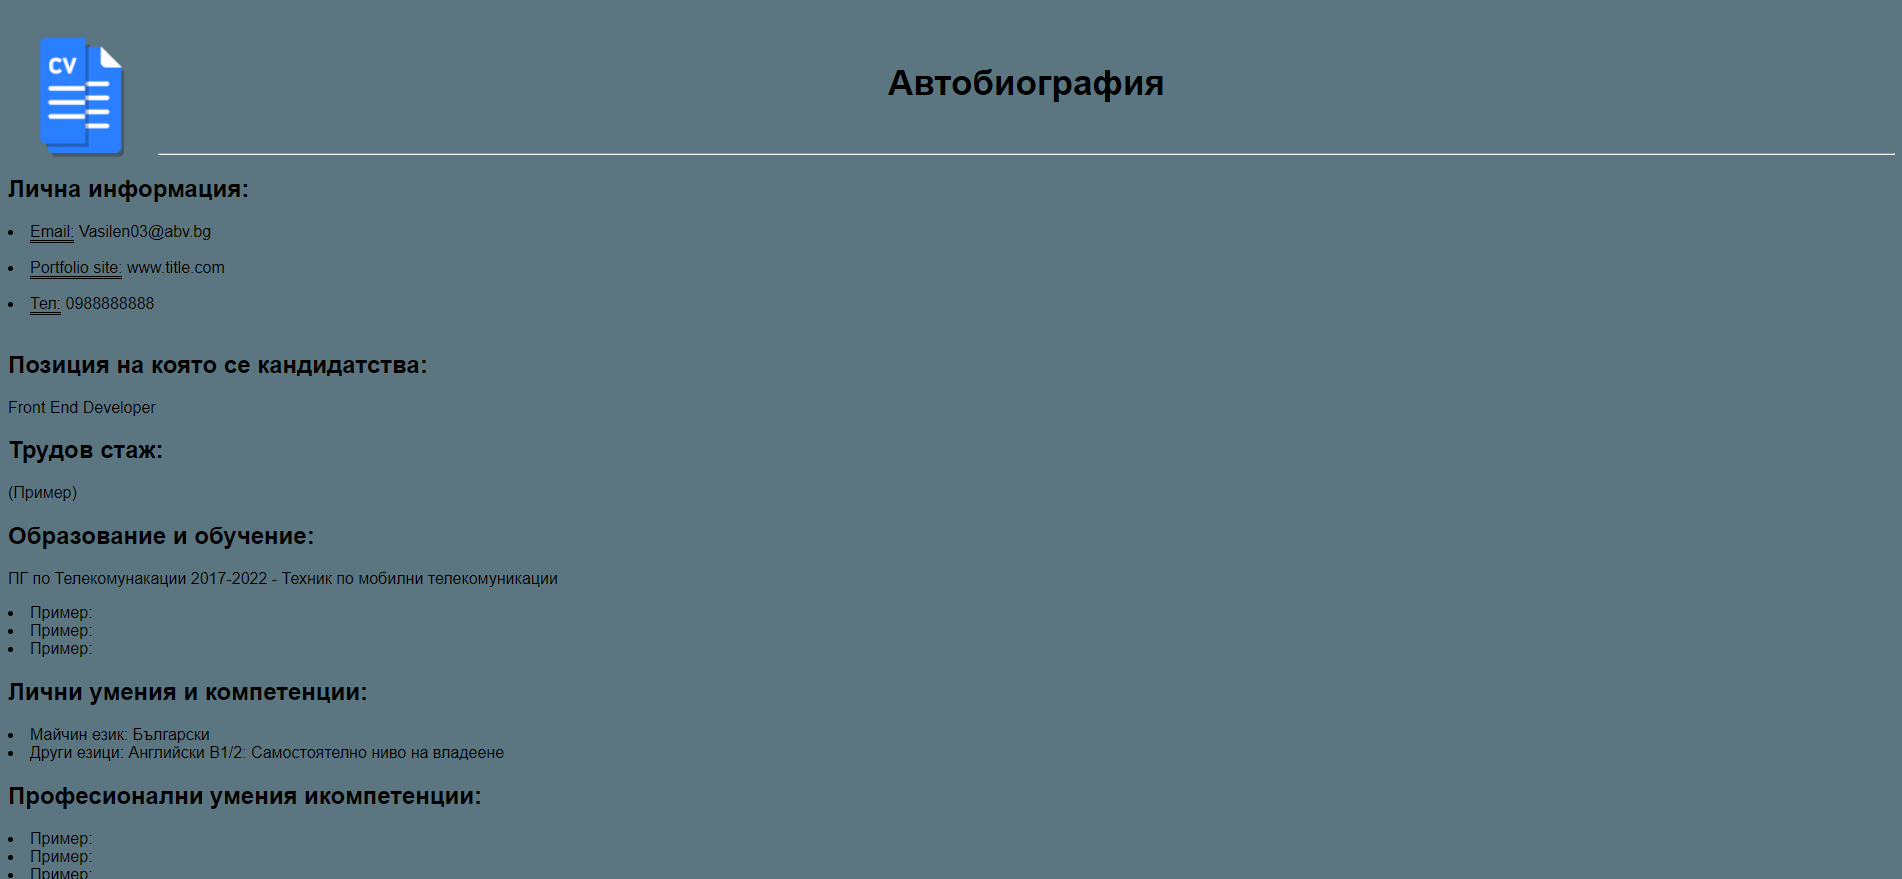 CV
Автобиография
Лична информация:
Email: Vasilen03@abv.bg
Portfolio site: www.title.com
Тел: 0988888888
Позиция на която се кандидатства:
Front End Developer
Трудов стаж:
(Пример)
Образование и обучение:
ПГ по Телекомунакации 2017-2022 - Техник по мобилни телекомуникации
Пример:
Пример:
Пример:
Лични умения и компетенции:
Майчин език: Български
Други езици: Английски B1/2: Самостоятелно ниво на владеене
Професионални умения икомпетенции:
Пример:
Пример:
Пример: